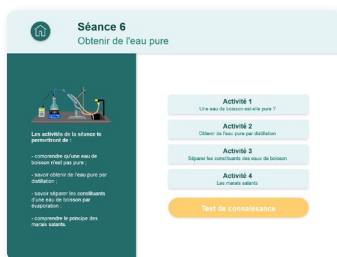 Séance 6
Obtenir de l'eau pure
Les activités de la séance te
permettront de :
- comprendre qu'une eau de
boisson n'est pas pure ;
- savoir obtenir de l'eau pure par
distillation ;
- savoir séparer les constituants
d'une eau de boisson par
évaporation ;
- comprendre le principe des
marais salants.
Activité 1
Une eau de boisson est-elle pure ?
Activité 2
Obtenir de l'eau pure par distillation
Activité 3
Séparer les constituants des eaux de boisson
Activité 4
Les marais salants
Test de connaissance